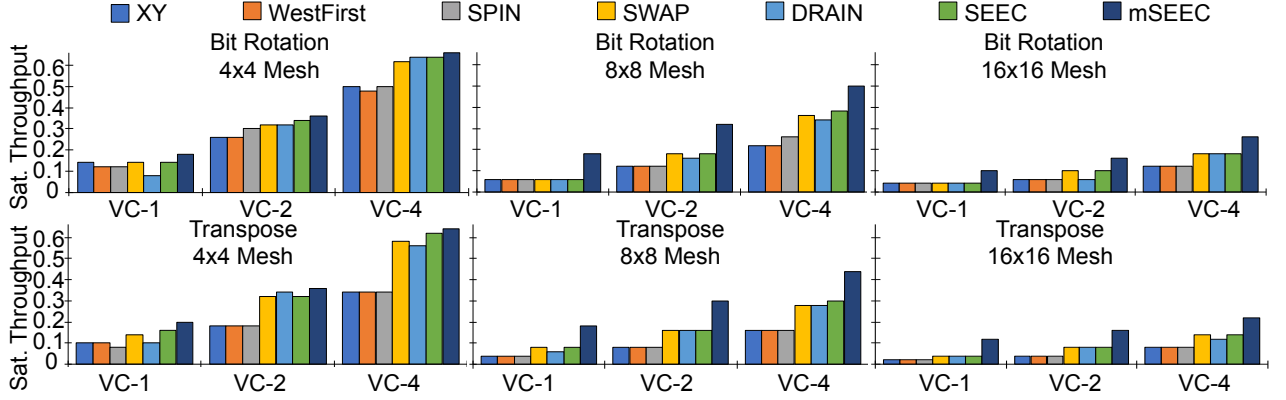 XY WestFirst SPIN SWAP DRAIN SEEC mSEEC
Sat. Throughput
0.6
0.5
0.4
0.3
0.2
0.1
0
Bit Rotation
4x4 Mesh
VC-1 VC-2 VC-4
Bit Rotation
8x8 Mesh
VC-1 VC-2 VC-4
Bit Rotation
16x16 Mesh
VC-1 VC-2 VC-4
Sat. Throughput
0.6
0.5
0.4
0.3
0.2
0.1
0
Transpose
4x4 Mesh
VC-1 VC-2 VC-4
Transpose
8x8 Mesh
VC-1 VC-2 VC-4
Transpose
16x16 Mesh
VC-1 VC-2 VC-4